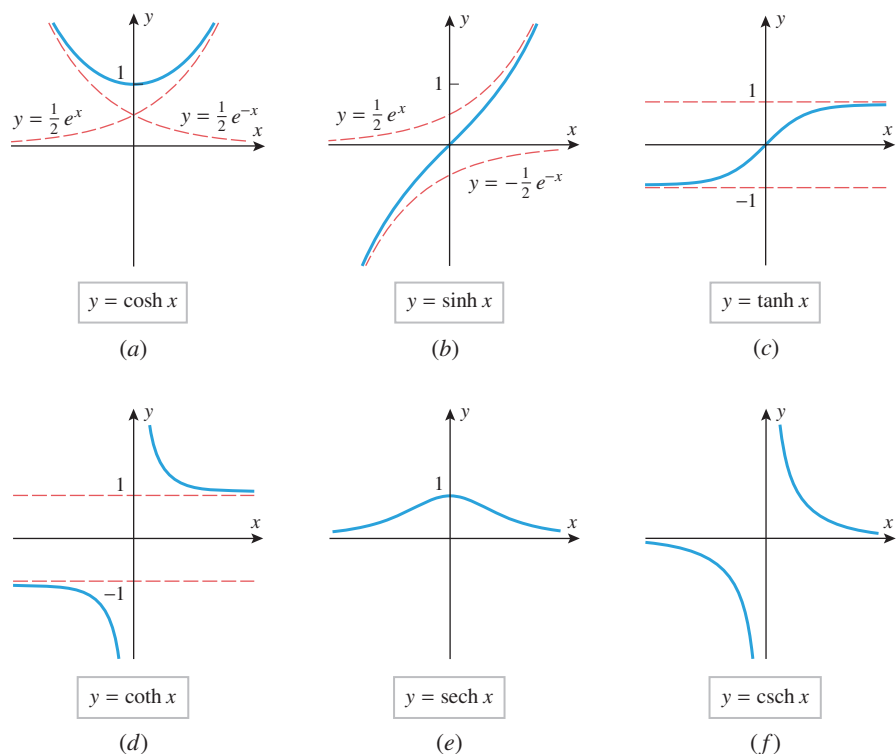 y y y
1 1 1
y = 1/2 e^x y = 1/2 e^{-x} x y = 1/2 e^x x x
y = -1/2 e^{-x} -1
y = cosh x y = sinh x y = tanh x
(a) (b) (c)
y y y
1 1
x x x
-1
y = coth x y = sech x y = csch x
(d) (e) (f)